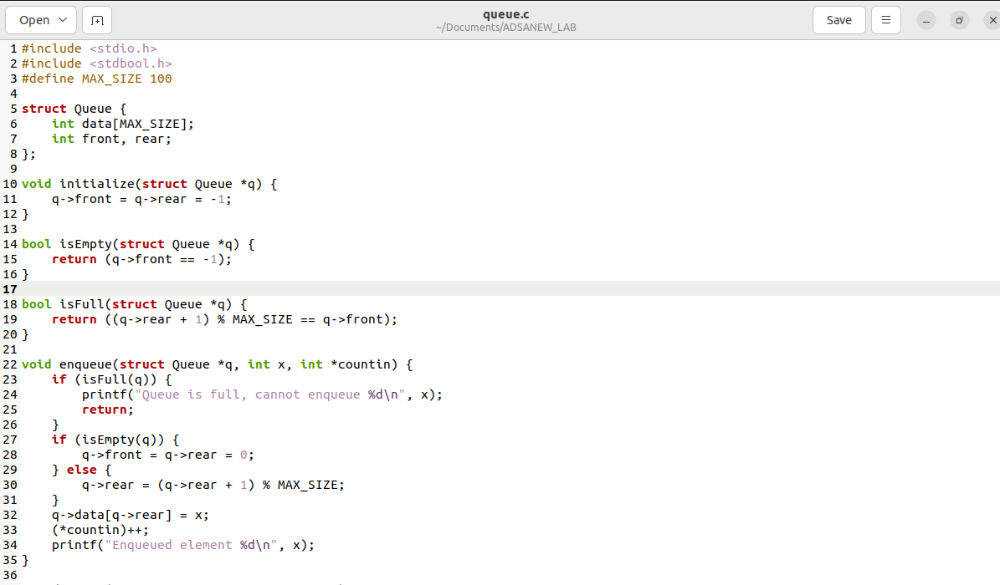 Open
queue.c
~/Documents/ADSANEW_LAB
Save
1 #include <stdio.h>
2 #include <stdbool.h>
3 #define MAX_SIZE 100
4
5 struct Queue {
6     int data[MAX_SIZE];
7     int front, rear;
8 };
9
10 void initialize(struct Queue *q) {
11     q->front = q->rear = -1;
12 }
13
14 bool isEmpty(struct Queue *q) {
15     return (q->front == -1);
16 }
17
18 bool isFull(struct Queue *q) {
19     return ((q->rear + 1) % MAX_SIZE == q->front);
20 }
21
22 void enqueue(struct Queue *q, int x, int *countin) {
23     if (isFull(q)) {
24         printf("Queue is full, cannot enqueue %d\n", x);
25         return;
26     }
27     if (isEmpty(q)) {
28         q->front = q->rear = 0;
29     } else {
30         q->rear = (q->rear + 1) % MAX_SIZE;
31     }
32     q->data[q->rear] = x;
33     (*countin)++;
34     printf("Enqueued element %d\n", x);
35 }
36